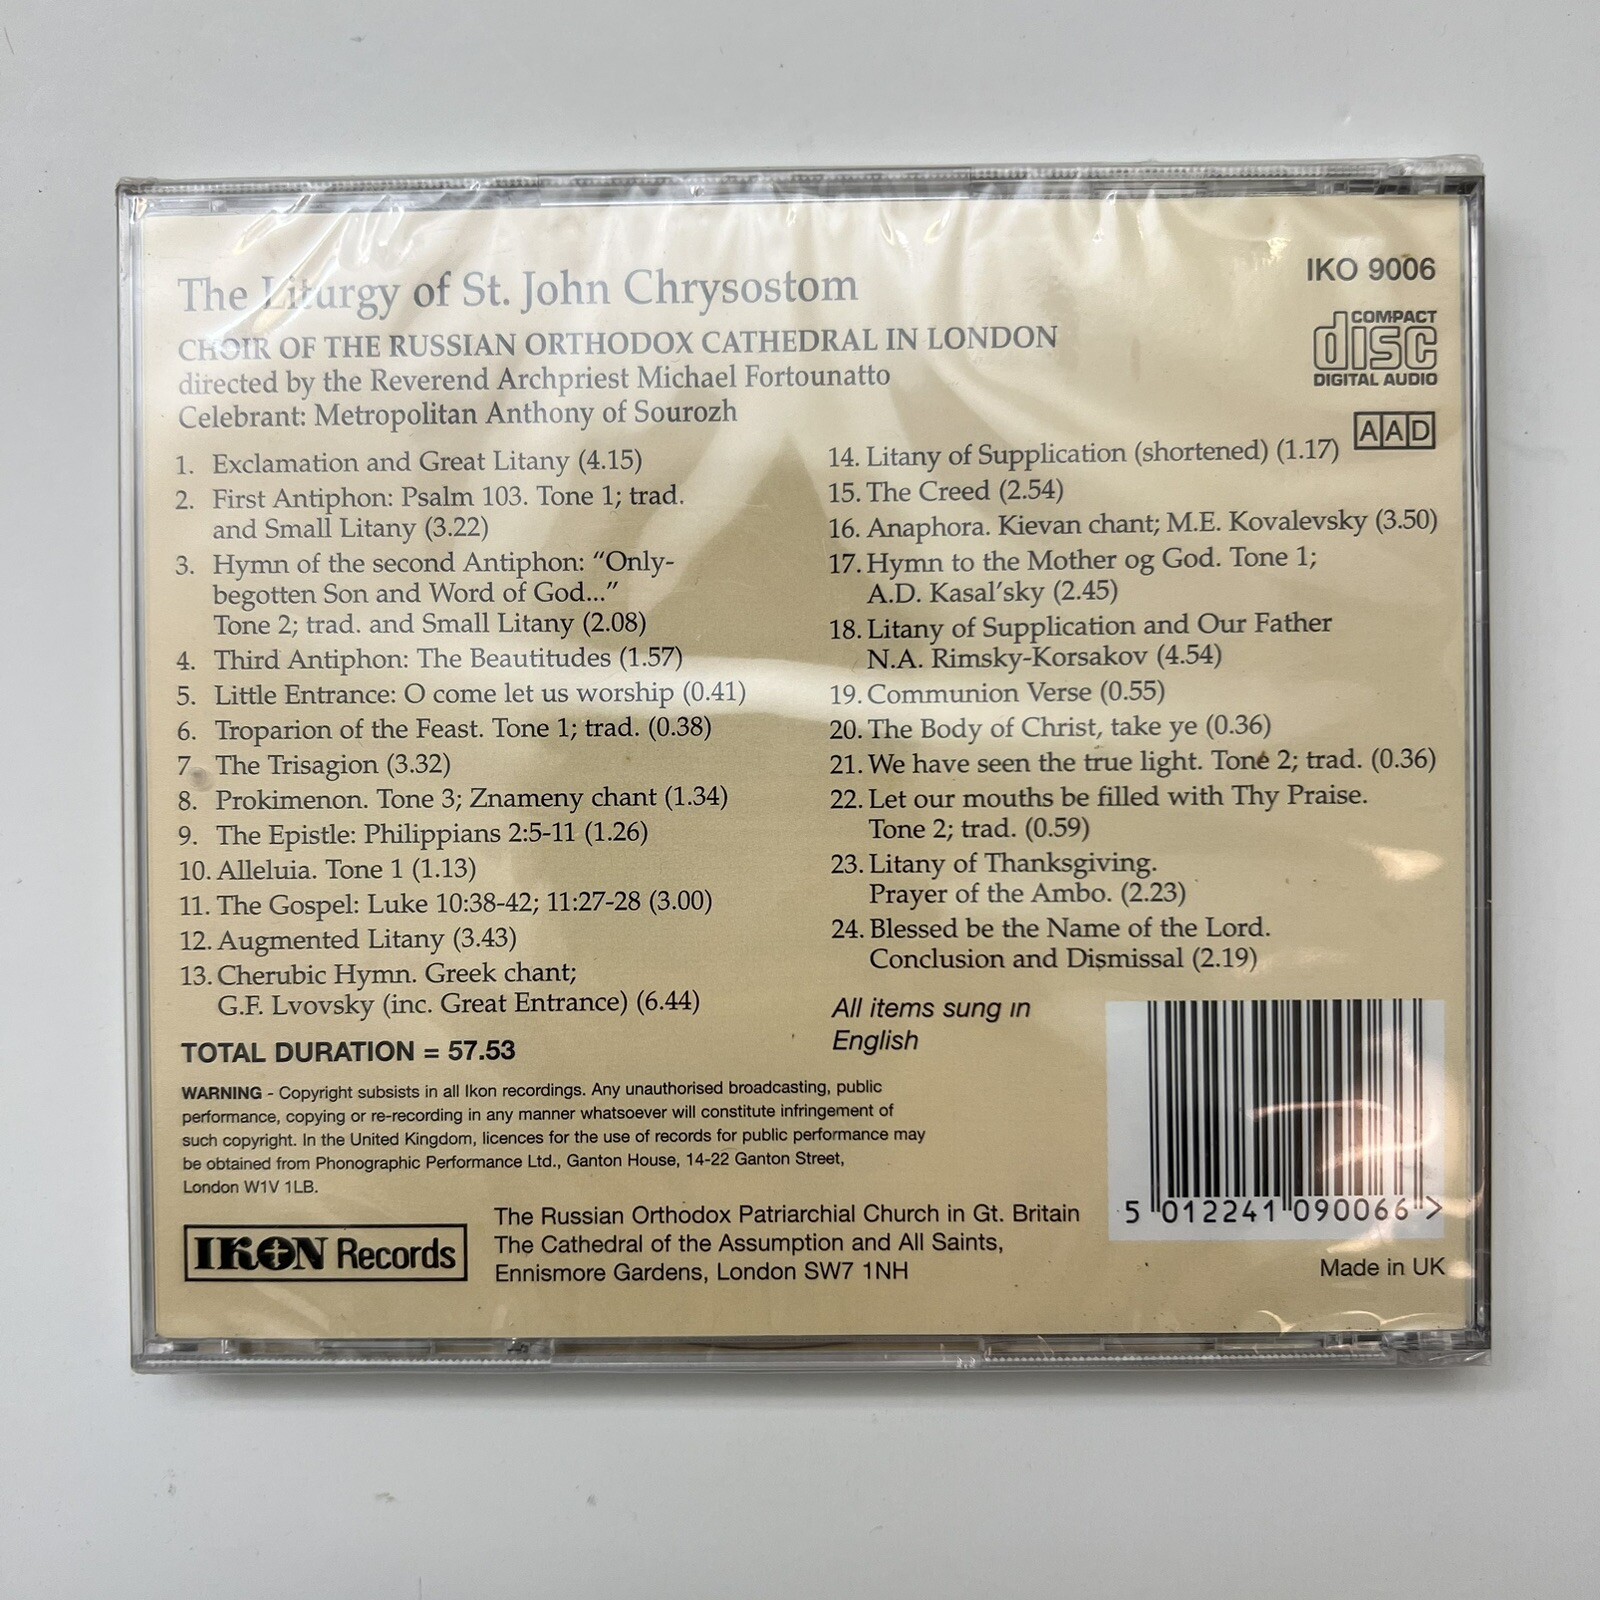 The Liturgy of St. John Chrysostom
CHOIR OF THE RUSSIAN ORTHODOX CATHEDRAL IN LONDON
directed by the Reverend Archpriest Michael Fortounatto
Celebrant: Metropolitan Anthony of Sourozh
IKO 9006
COMPACT
disc
DIGITAL AUDIO
AAD
1. Exclamation and Great Litany (4.15)
2. First Antiphon: Psalm 103. Tone 1; trad.
and Small Litany (3.22)
3. Hymn of the second Antiphon: “Only-
begotten Son and Word of God...”
Tone 2; trad. and Small Litany (2.08)
4. Third Antiphon: The Beautitudes (1.57)
5. Little Entrance: O come let us worship (0.41)
6. Troparion of the Feast. Tone 1; trad. (0.38)
7. The Trisagion (3.32)
8. Prokimenon. Tone 3; Znameny chant (1.34)
9. The Epistle: Philippians 2:5-11 (1.26)
10. Alleluia. Tone 1 (1.13)
11. The Gospel: Luke 10:38-42; 11:27-28 (3.00)
12. Augmented Litany (3.43)
13. Cherubic Hymn. Greek chant;
G.F. Lvovsky (inc. Great Entrance) (6.44)
14. Litany of Supplication (shortened) (1.17)
15. The Creed (2.54)
16. Anaphora. Kievan chant; M.E. Kovalevsky (3.50)
17. Hymn to the Mother og God. Tone 1;
A.D. Kasal’sky (2.45)
18. Litany of Supplication and Our Father
N.A. Rimsky-Korsakov (4.54)
19. Communion Verse (0.55)
20. The Body of Christ, take ye (0.36)
21. We have seen the true light. Tone 2; trad. (0.36)
22. Let our mouths be filled with Thy Praise.
Tone 2; trad. (0.59)
23. Litany of Thanksgiving.
Prayer of the Ambo. (2.23)
24. Blessed be the Name of the Lord.
Conclusion and Dismissal (2.19)
All items sung in
English
TOTAL DURATION = 57.53
WARNING - Copyright subsists in all Ikon recordings. Any unauthorised broadcasting, public
performance, copying or re-recording in any manner whatsoever will constitute infringement of
such copyright. In the United Kingdom, licences for the use of records for public performance may
be obtained from Phonographic Performance Ltd., Ganton House, 14-22 Ganton Street,
London W1V 1LB.
IKON Records
The Russian Orthodox Patriarchial Church in Gt. Britain
The Cathedral of the Assumption and All Saints,
Ennismore Gardens, London SW7 1NH
5 012241 090066 >
Made in UK